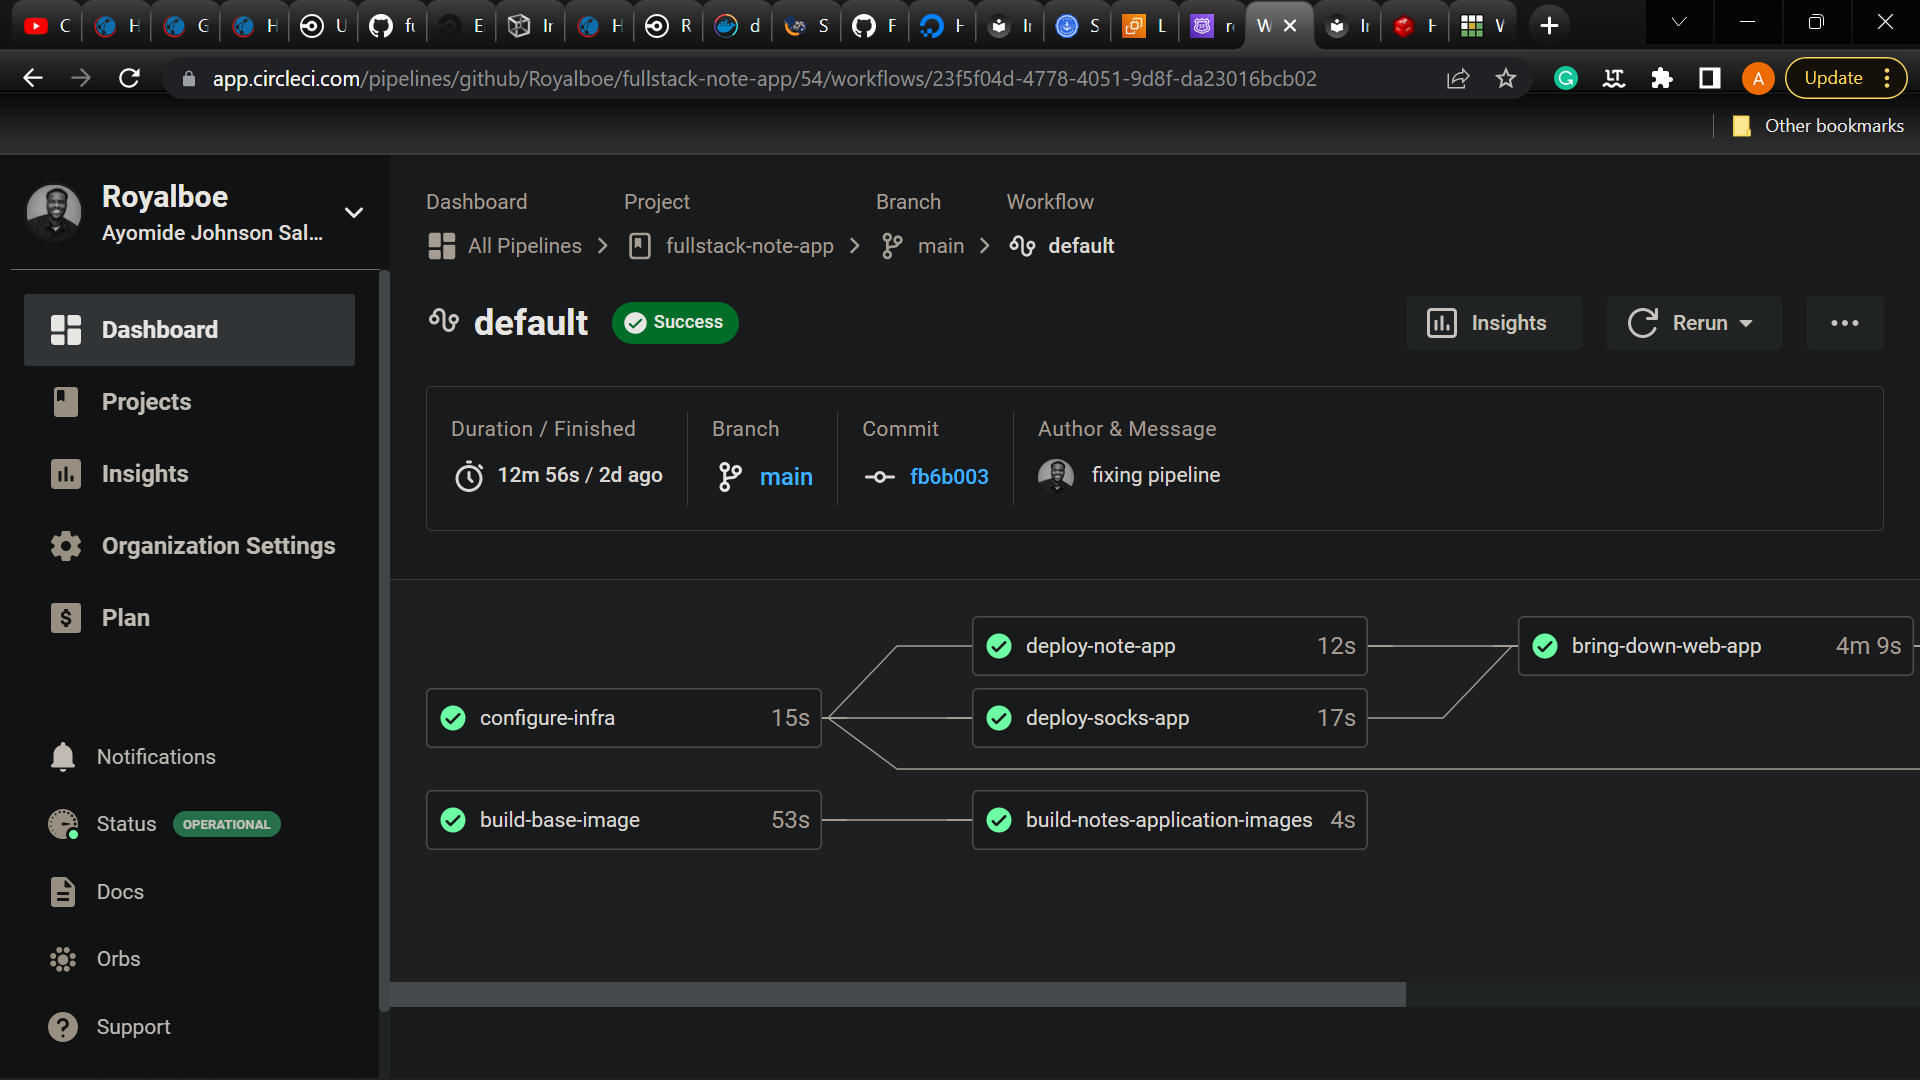 C H G H U fu E In H R d S F H In S L r W In H W
app.circleci.com/pipelines/github/Royalboe/fullstack-note-app/54/workflows/23f5f04d-4778-4051-9d8f-da23016bcb02
A
Update
Other bookmarks
Royalboe
Ayomide Johnson Sal...
Dashboard
Projects
Insights
Organization Settings
Plan
Notifications
Status OPERATIONAL
Docs
Orbs
Support
Dashboard Project Branch Workflow
All Pipelines fullstack-note-app main default
default Success
Insights Rerun
Duration / Finished Branch Commit Author & Message
12m 56s / 2d ago main fb6b003 fixing pipeline
deploy-note-app 12s
bring-down-web-app 4m 9s
configure-infra 15s
deploy-socks-app 17s
build-base-image 53s
build-notes-application-images 4s